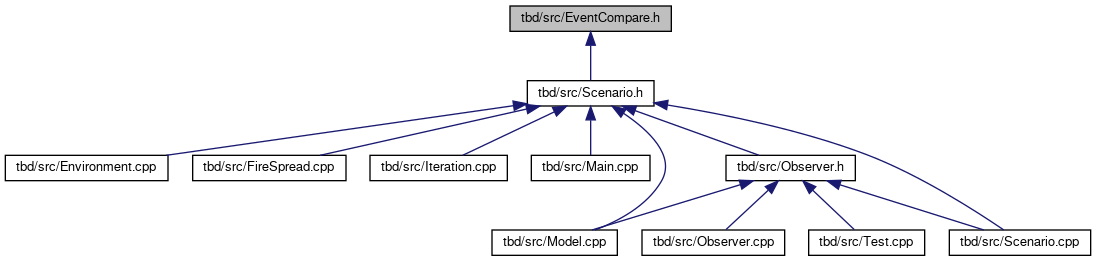 tbd/src/EventCompare.h
tbd/src/Scenario.h
tbd/src/Environment.cpp
tbd/src/FireSpread.cpp
tbd/src/Iteration.cpp
tbd/src/Main.cpp
tbd/src/Observer.h
tbd/src/Model.cpp
tbd/src/Observer.cpp
tbd/src/Test.cpp
tbd/src/Scenario.cpp